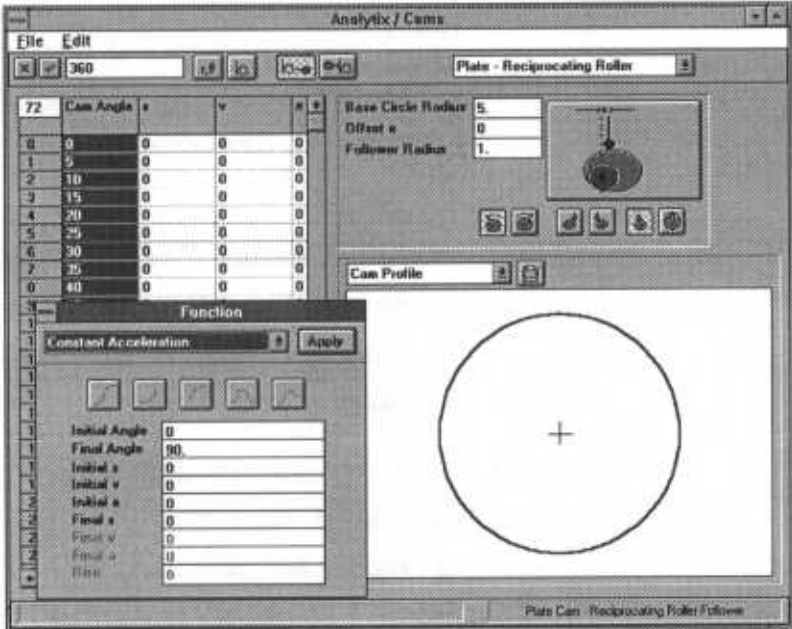 Analytix / Cams
File Edit
360
Plate - Reciprocating Roller
72 Cam Angle s v a
0 0 0 0 0
1 5 0 0 0
2 10 0 0 0
3 15 0 0 0
4 20 0 0 0
5 25 0 0 0
6 30 0 0 0
7 35 0 0 0
8 40 0 0 0
Base Circle Radius 5.
Offset e 0
Follower Radius 1.
Cam Profile
Function
Constant Acceleration Apply
Initial Angle 0
Final Angle 90.
Initial s 0
Initial v 0
Initial a 0
Final s 0
Final v 0
Final a 0
Rise 0
Plate Cam - Reciprocating Roller Follower